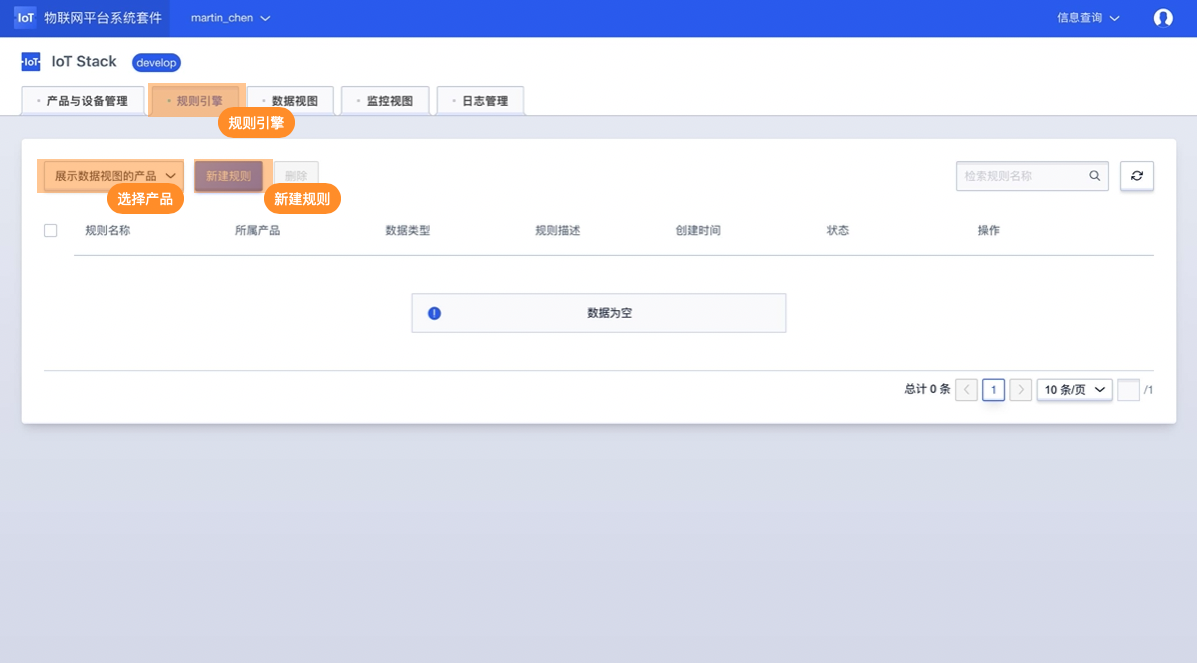 IoT 物联网平台系统套件 martin_chen 信息查询
·IoT· IoT Stack develop
· 产品与设备管理 · 规则引擎 · 数据视图 · 监控视图 · 日志管理
规则引擎
展示数据视图的产品 新建规则 删除 检索规则名称
选择产品 新建规则
规则名称 所属产品 数据类型 规则描述 创建时间 状态 操作
! 数据为空
总计 0 条 < 1 > 10 条/页 /1